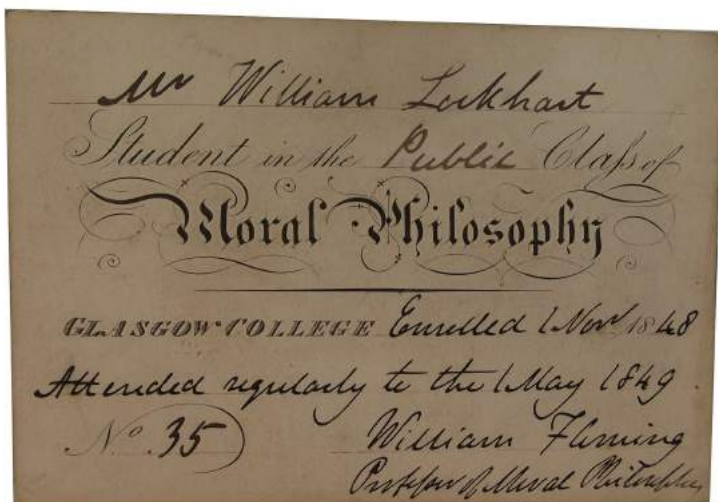 Mr William Lockhart
Student in the Public Claſs of
Moral Philosophy
GLASGOW COLLEGE Enrolled 1 Novr 1848
Attended regularly to the 1 May 1849
No. 35
William Fleming
Profeſsor of Moral Philosophy